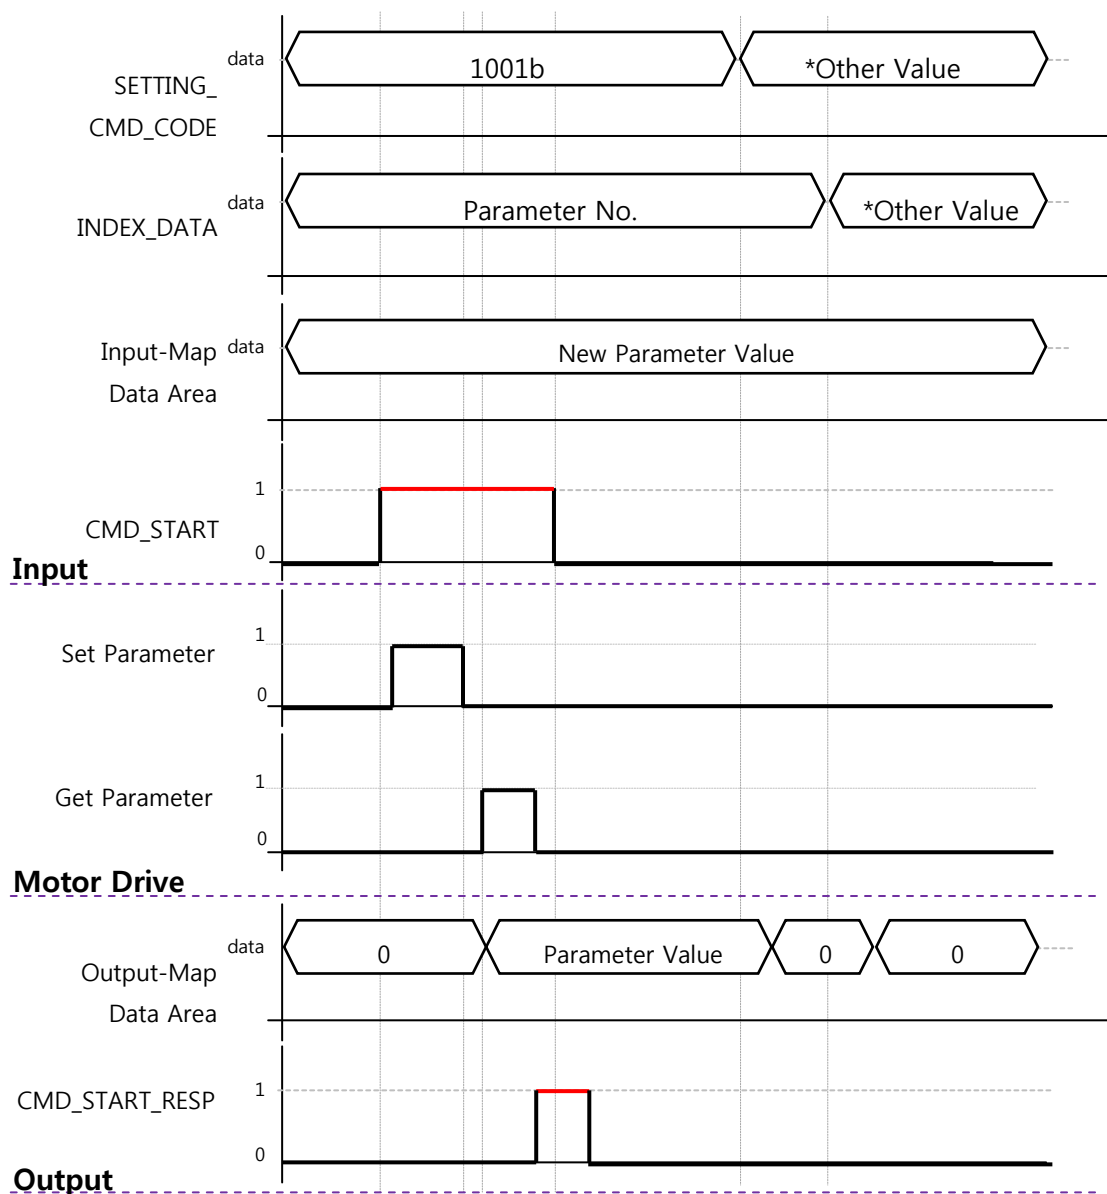 data
1001b
*Other Value
SETTING_
CMD_CODE
data
Parameter No.
*Other Value
INDEX_DATA
data
New Parameter Value
Input-Map
Data Area
1
CMD_START
0
Input
1
Set Parameter
0
1
Get Parameter
0
Motor Drive
data
0
Parameter Value
0
0
Output-Map
Data Area
1
CMD_START_RESP
0
Output